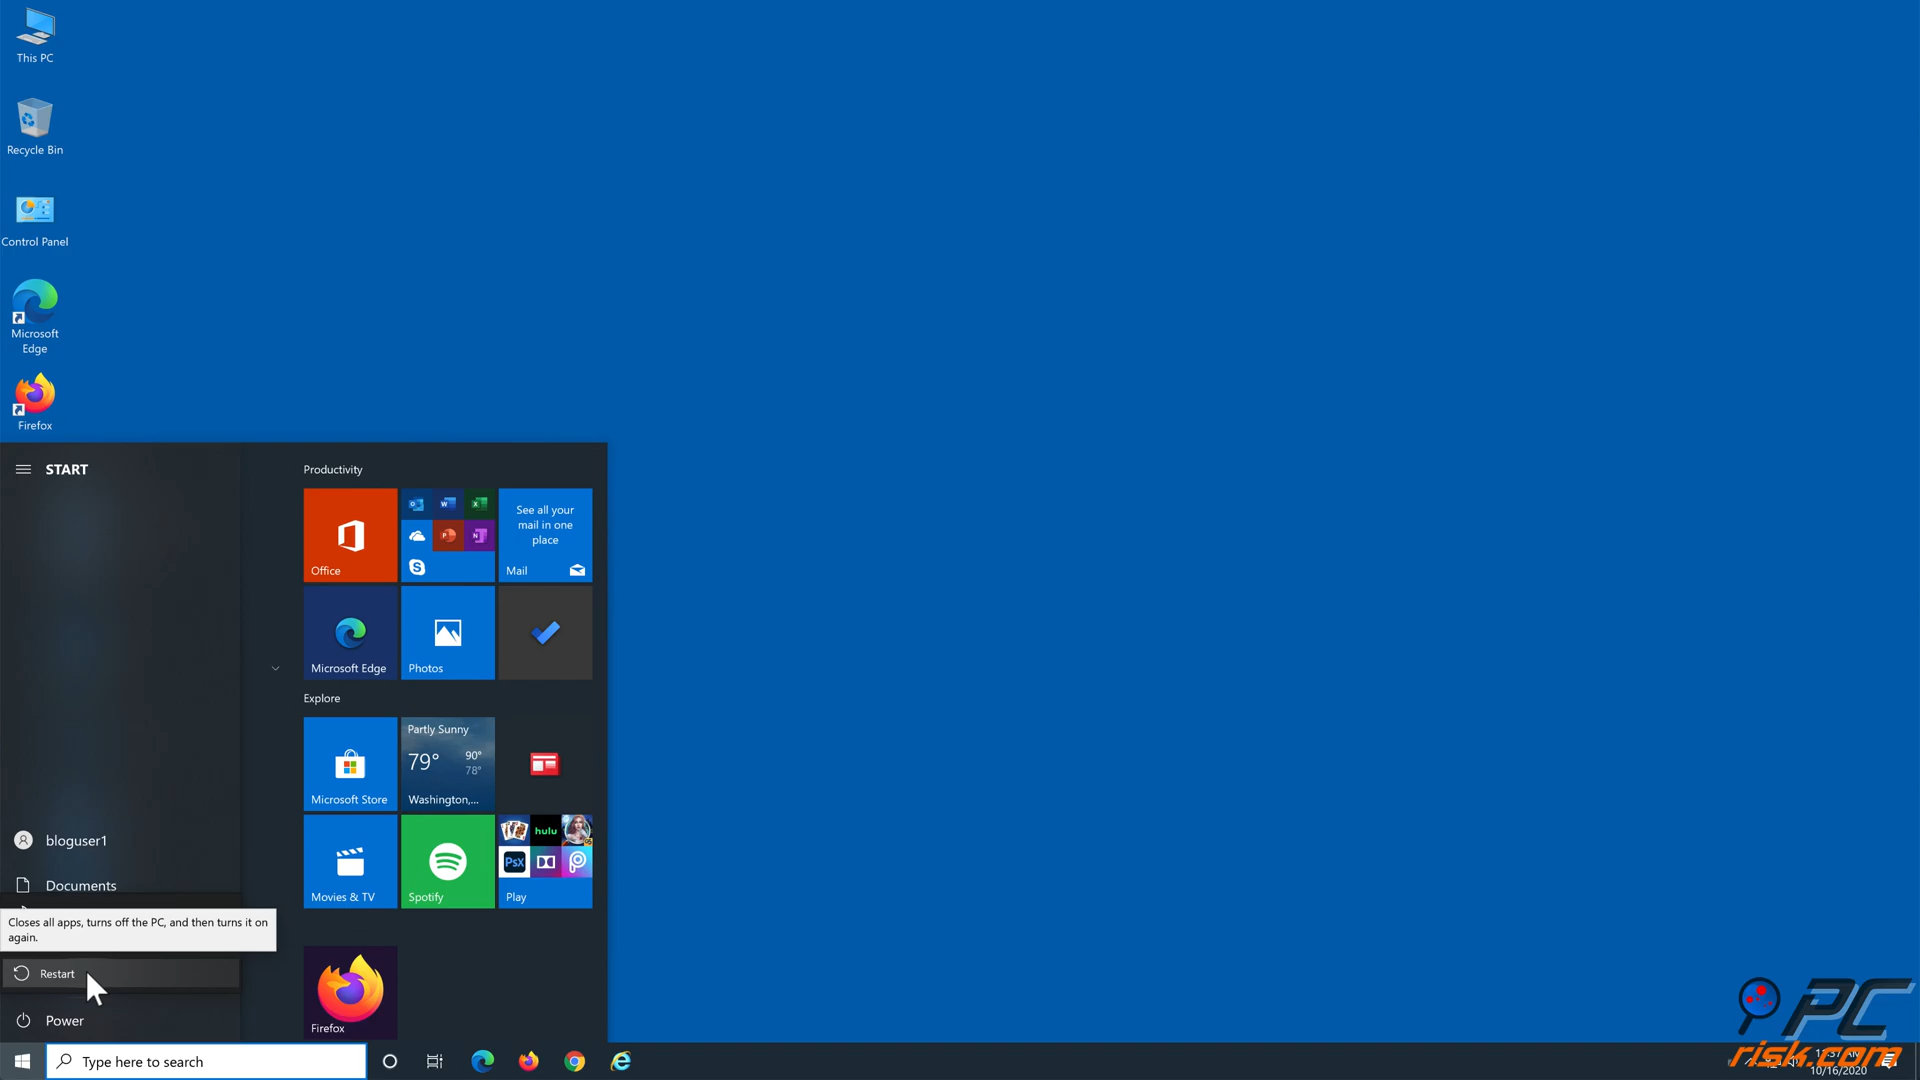 This PC
Recycle Bin
Control Panel
Microsoft
Edge
Firefox
START
bloguser1
Documents
Closes all apps, turns off the PC, and then turns it on
again.
Restart
Power
Productivity
Office
See all your
mail in one
place
Mail
Microsoft Edge
Photos
Explore
Microsoft Store
Partly Sunny
79°
90°
78°
Washington,...
Movies & TV
Spotify
hulu
PsX
Play
Firefox
Type here to search
10/16/2020
PC
risk.com